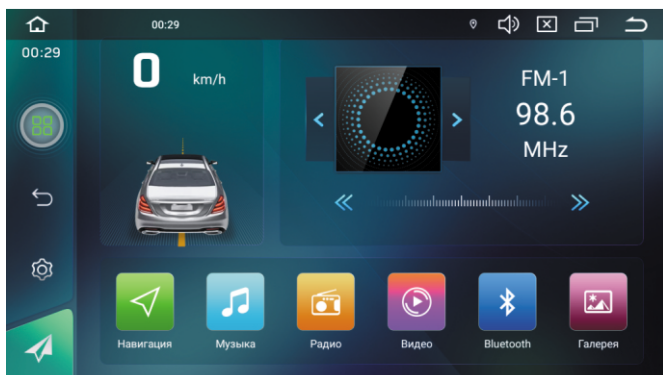 00:29
00:29
0 km/h
FM-1
98.6
MHz
Навигация
Музыка
Радио
Видео
Bluetooth
Галерея